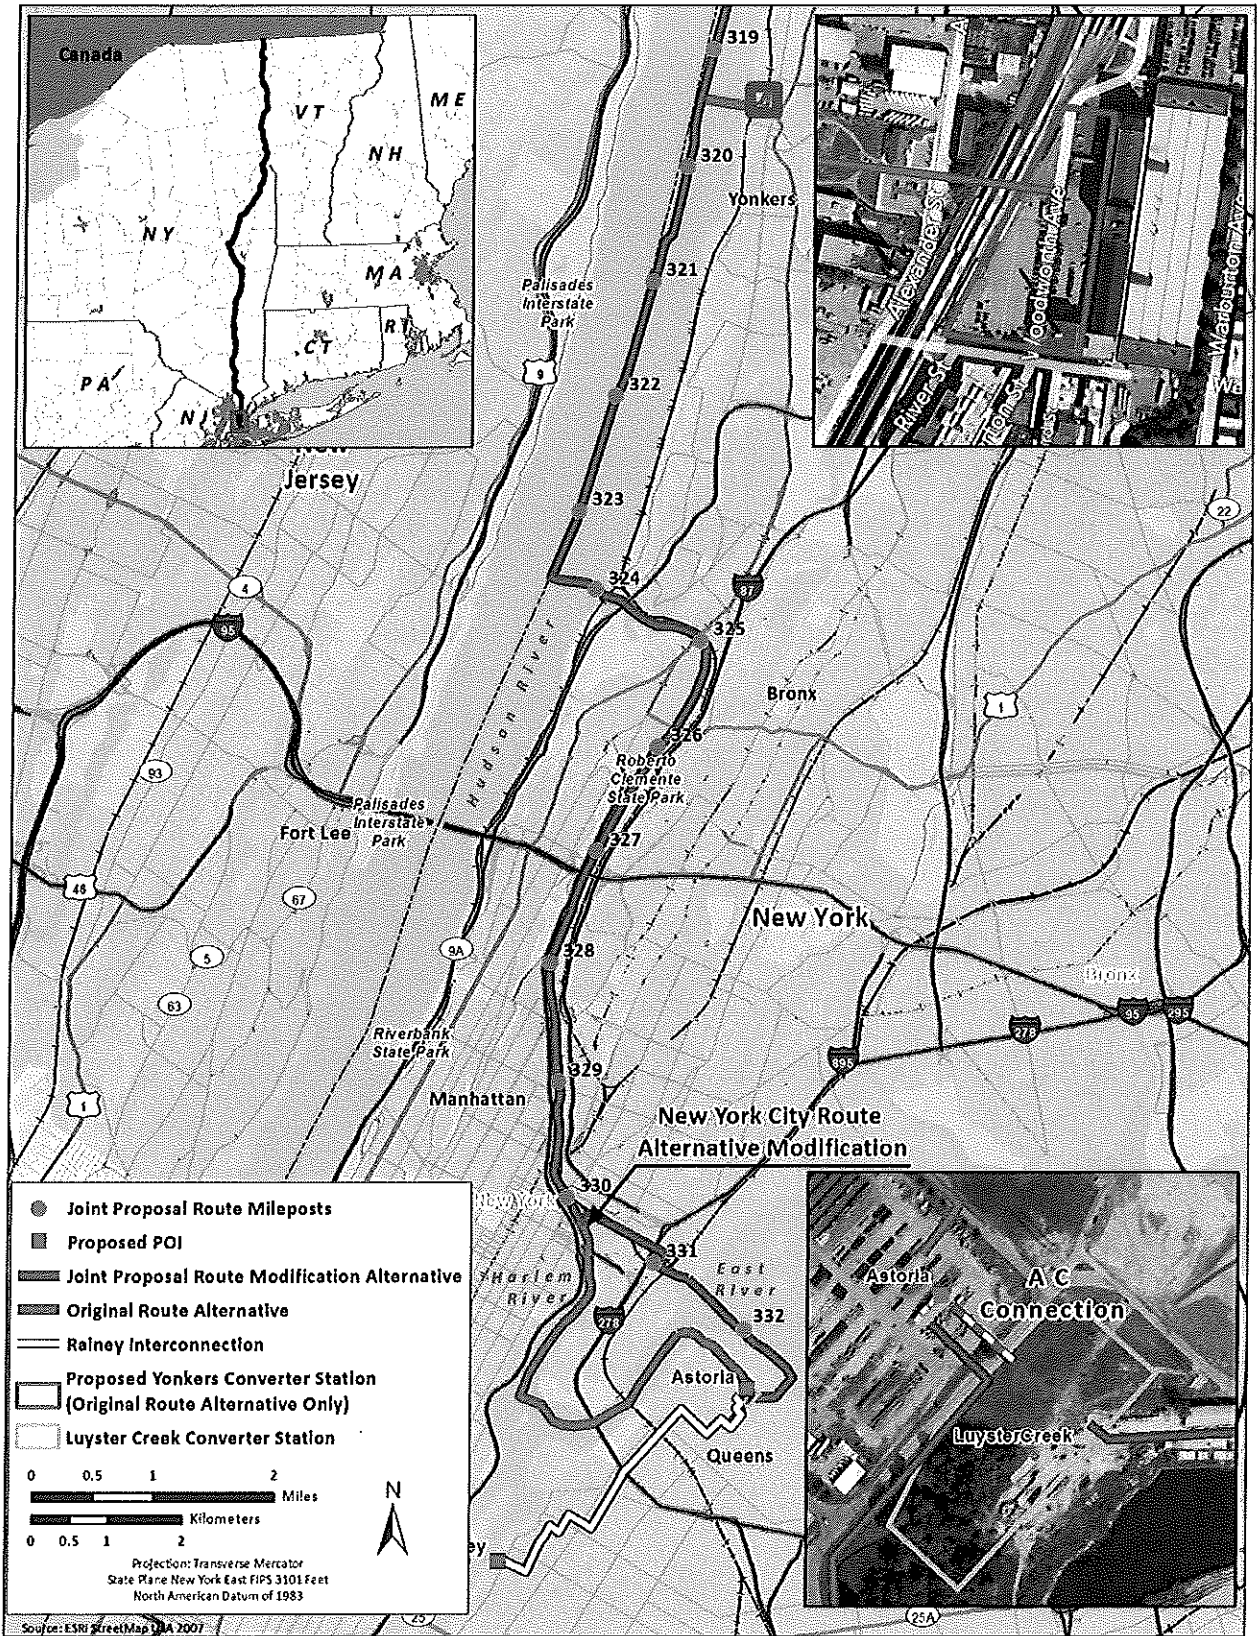 Canada
VT
ME
NH
NY
MA
RI
CT
PA
NJ
319
320
Yonkers
321
Palisades
Interstate
Park
9
322
323
Jersey
22
4
324
87
95
325
Hudson River
Bronx
1
326
Roberto
Clemente
State Park
93
Palisades
Interstate
Park
Fort Lee
327
46
67
New York
9A
328
5
63
Bronx
95
295
278
895
Riverbank
State Park
329
Manhattan
1
New York City Route
Alternative Modification
330
New York
331
East
River
Harlem
River
278
332
Astoria
Queens
25
25A
Alexander St
Woodworth Ave
Warburton Ave
River St
Astoria
A C
Connection
Luyster Creek
Joint Proposal Route Mileposts
Proposed POI
Joint Proposal Route Modification Alternative
Original Route Alternative
Rainey Interconnection
Proposed Yonkers Converter Station
(Original Route Alternative Only)
Luyster Creek Converter Station
0 0.5 1 2
Miles
Kilometers
0 0.5 1 2
N
Projection: Transverse Mercator
State Plane New York East FIPS 3101 Feet
North American Datum of 1983
Source: ESRI StreetMap USA 2007